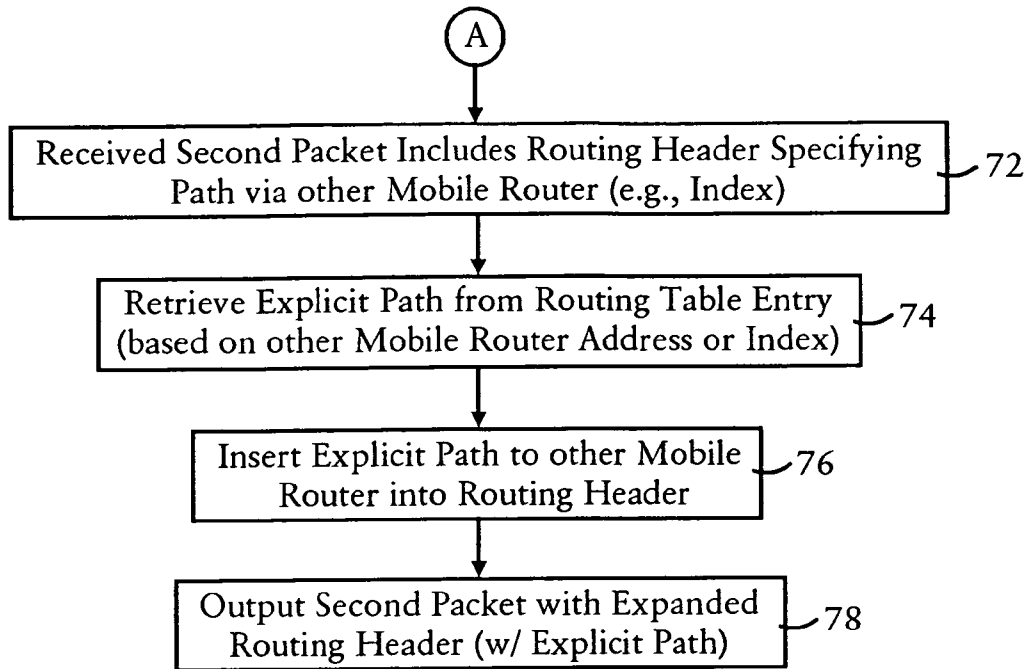 A
Received Second Packet Includes Routing Header Specifying
Path via other Mobile Router (e.g., Index)
72
Retrieve Explicit Path from Routing Table Entry
(based on other Mobile Router Address or Index)
74
Insert Explicit Path to other Mobile
Router into Routing Header
76
Output Second Packet with Expanded
Routing Header (w/ Explicit Path)
78